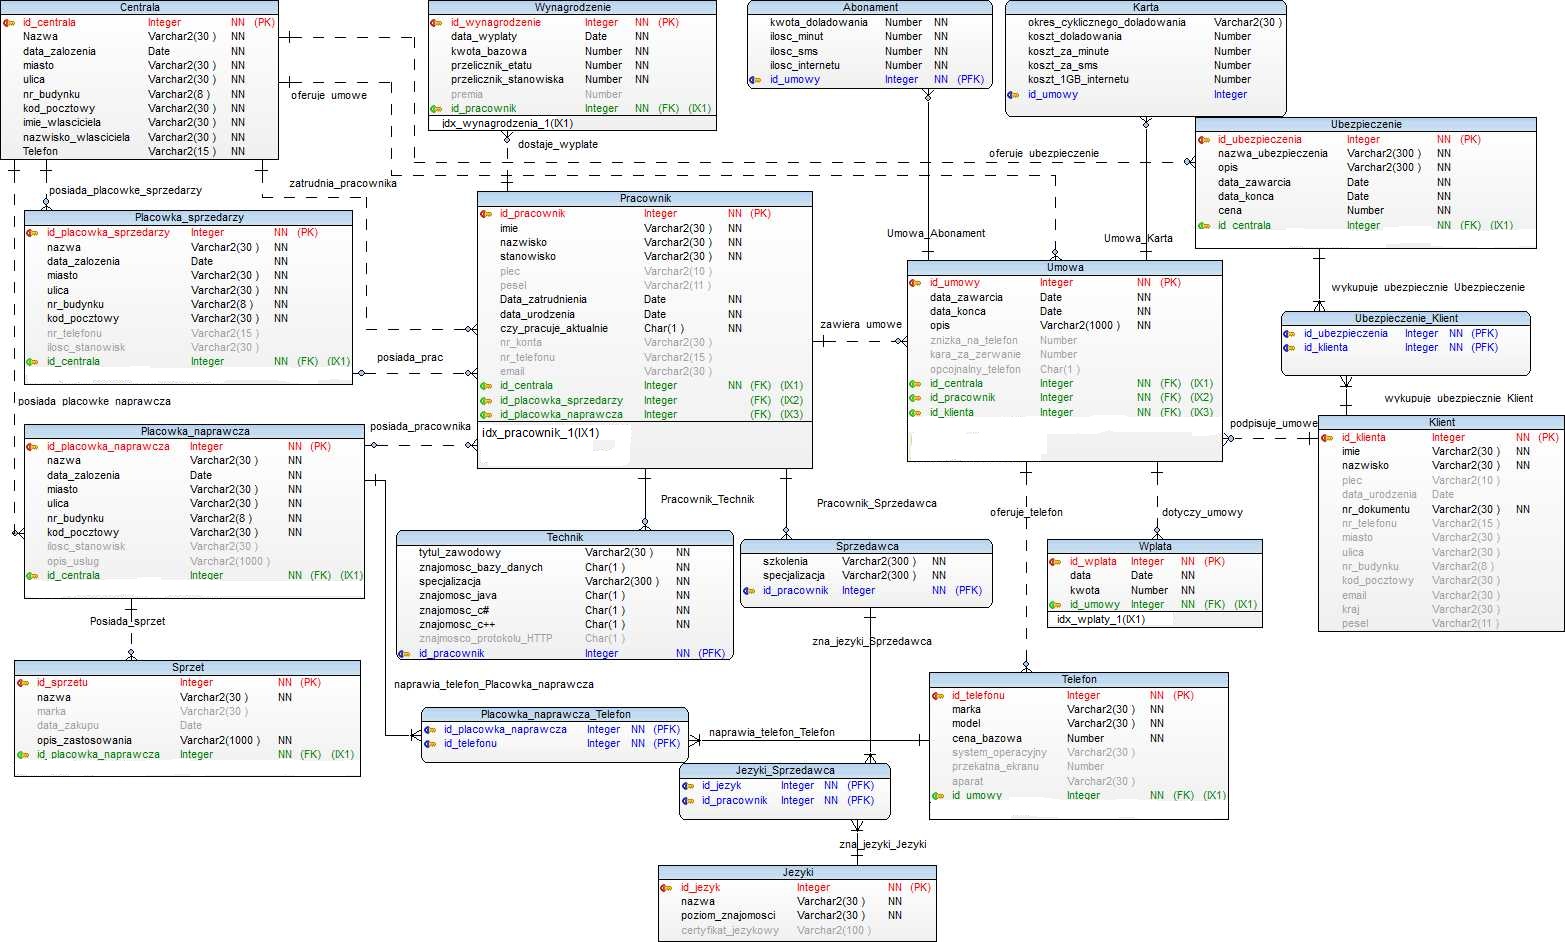 Centrala
id_centrala Integer NN (PK)
Nazwa Varchar2(30 ) NN
data_zalozenia Date NN
miasto Varchar2(30 ) NN
ulica Varchar2(30 ) NN
nr_budynku Varchar2(8 ) NN
kod_pocztowy Varchar2(30 ) NN
imie_wlasciciela Varchar2(30 ) NN
nazwisko_wlasciciela Varchar2(30 ) NN
Telefon Varchar2(15 ) NN
Wynagrodzenie
id_wynagrodzenie Integer NN (PK)
data_wyplaty Date NN
kwota_bazowa Number NN
przelicznik_etatu Number NN
przelicznik_stanowiska Number NN
premia Number
id_pracownik Integer NN (FK) (IX1)
idx_wynagrodzenia_1(IX1)
Abonament
kwota_doladowania Number NN
ilosc_minut Number NN
ilosc_sms Number NN
ilosc_internetu Number NN
id_umowy Integer NN (PFK)
Karta
okres_cyklicznego_doladowania Varchar2(30 )
koszt_doladowania Number
koszt_za_minute Number
koszt_za_sms Number
koszt_1GB_internetu Number
id_umowy Integer
Ubezpieczenie
id_ubezpieczenia Integer NN (PK)
nazwa_ubezpieczenia Varchar2(300 ) NN
opis Varchar2(300 ) NN
data_zawarcia Date NN
data_konca Date NN
cena Number NN
id_centrala Integer NN (FK) (IX1)
oferuje_umowe
dostaje_wyplate
oferuje_ubezpieczenie
posiada_placowke_sprzedarzy
zatrudnia_pracownika
Placowka_sprzedarzy
id_placowka_sprzedarzy Integer NN (PK)
nazwa Varchar2(30 ) NN
data_zalozenia Date NN
miasto Varchar2(30 ) NN
ulica Varchar2(30 ) NN
nr_budynku Varchar2(8 ) NN
kod_pocztowy Varchar2(30 ) NN
nr_telefonu Varchar2(15 )
ilosc_stanowisk Varchar2(30 )
id_centrala Integer NN (FK) (IX1)
Pracownik
id_pracownik Integer NN (PK)
imie Varchar2(30 ) NN
nazwisko Varchar2(30 ) NN
stanowisko Varchar2(30 ) NN
plec Varchar2(10 )
pesel Varchar2(11 )
Data_zatrudnienia Date NN
data_urodzenia Date NN
czy_pracuje_aktualnie Char(1 ) NN
nr_konta Varchar2(30 )
nr_telefonu Varchar2(15 )
email Varchar2(30 )
id_centrala Integer NN (FK) (IX1)
id_placowka_sprzedarzy Integer (FK) (IX2)
id_placowka_naprawcza Integer (FK) (IX3)
idx_pracownik_1(IX1)
Umowa_Abonament
Umowa_Karta
Umowa
id_umowy Integer NN (PK)
data_zawarcia Date NN
data_konca Date NN
opis Varchar2(1000 ) NN
znizka_na_telefon Number
kara_za_zerwanie Number
opcojnalny_telefon Char(1 )
id_centrala Integer NN (FK) (IX1)
id_pracownik Integer NN (FK) (IX2)
id_klienta Integer NN (FK) (IX3)
zawiera_umowe
posiada_prac
wykupuje_ubezpiecznie_Ubezpieczenie
Ubezpieczenie_Klient
id_ubezpieczenia Integer NN (PFK)
id_klienta Integer NN (PFK)
wykupuje_ubezpiecznie_Klient
posiada_placowke_naprawcza
posiada_pracownika
podpisuje_umowe
Placowka_naprawcza
id_placowka_naprawcza Integer NN (PK)
nazwa Varchar2(30 ) NN
data_zalozenia Date NN
miasto Varchar2(30 ) NN
ulica Varchar2(30 ) NN
nr_budynku Varchar2(8 ) NN
kod_pocztowy Varchar2(30 ) NN
ilosc_stanowisk Varchar2(30 )
opis_uslug Varchar2(1000 )
id_centrala Integer NN (FK) (IX1)
Klient
id_klienta Integer NN (PK)
imie Varchar2(30 ) NN
nazwisko Varchar2(30 ) NN
plec Varchar2(10 )
data_urodzenia Date
nr_dokumentu Varchar2(30 ) NN
nr_telefonu Varchar2(15 )
miasto Varchar2(30 )
ulica Varchar2(30 )
nr_budynku Varchar2(8 )
kod_pocztowy Varchar2(30 )
email Varchar2(30 )
kraj Varchar2(30 )
pesel Varchar2(11 )
Pracownik_Technik
Pracownik_Sprzedawca
oferuje_telefon
dotyczy_umowy
Technik
tytul_zawodowy Varchar2(30 ) NN
znajomosc_bazy_danych Char(1 ) NN
specjalizacja Varchar2(300 ) NN
znajomosc_java Char(1 ) NN
znajomosc_c# Char(1 ) NN
znajomosc_c++ Char(1 ) NN
znajmosco_protokolu_HTTP Char(1 )
id_pracownik Integer NN (PFK)
Sprzedawca
szkolenia Varchar2(300 ) NN
specjalizacja Varchar2(300 ) NN
id_pracownik Integer NN (PFK)
Wplata
id_wplata Integer NN (PK)
data Date NN
kwota Number NN
id_umowy Integer NN (FK) (IX1)
idx_wplaty_1(IX1)
Posiada_sprzet
zna_jezyki_Sprzedawca
Sprzet
id_sprzetu Integer NN (PK)
nazwa Varchar2(30 ) NN
marka Varchar2(30 )
data_zakupu Date
opis_zastosowania Varchar2(1000 ) NN
id_placowka_naprawcza Integer NN (FK) (IX1)
naprawia_telefon_Placowka_naprawcza
Placowka_naprawcza_Telefon
id_placowka_naprawcza Integer NN (PFK)
id_telefonu Integer NN (PFK)
naprawia_telefon_Telefon
Telefon
id_telefonu Integer NN (PK)
marka Varchar2(30 ) NN
model Varchar2(30 ) NN
cena_bazowa Number NN
system_operacyjny Varchar2(30 )
przekatna_ekranu Number
aparat Varchar2(30 )
id_umowy Integer NN (FK) (IX1)
Jezyki_Sprzedawca
id_jezyk Integer NN (PFK)
id_pracownik Integer NN (PFK)
zna_jezyki_Jezyki
Jezyki
id_jezyk Integer NN (PK)
nazwa Varchar2(30 ) NN
poziom_znajomosci Varchar2(30 ) NN
certyfikat_jezykowy Varchar2(100 )